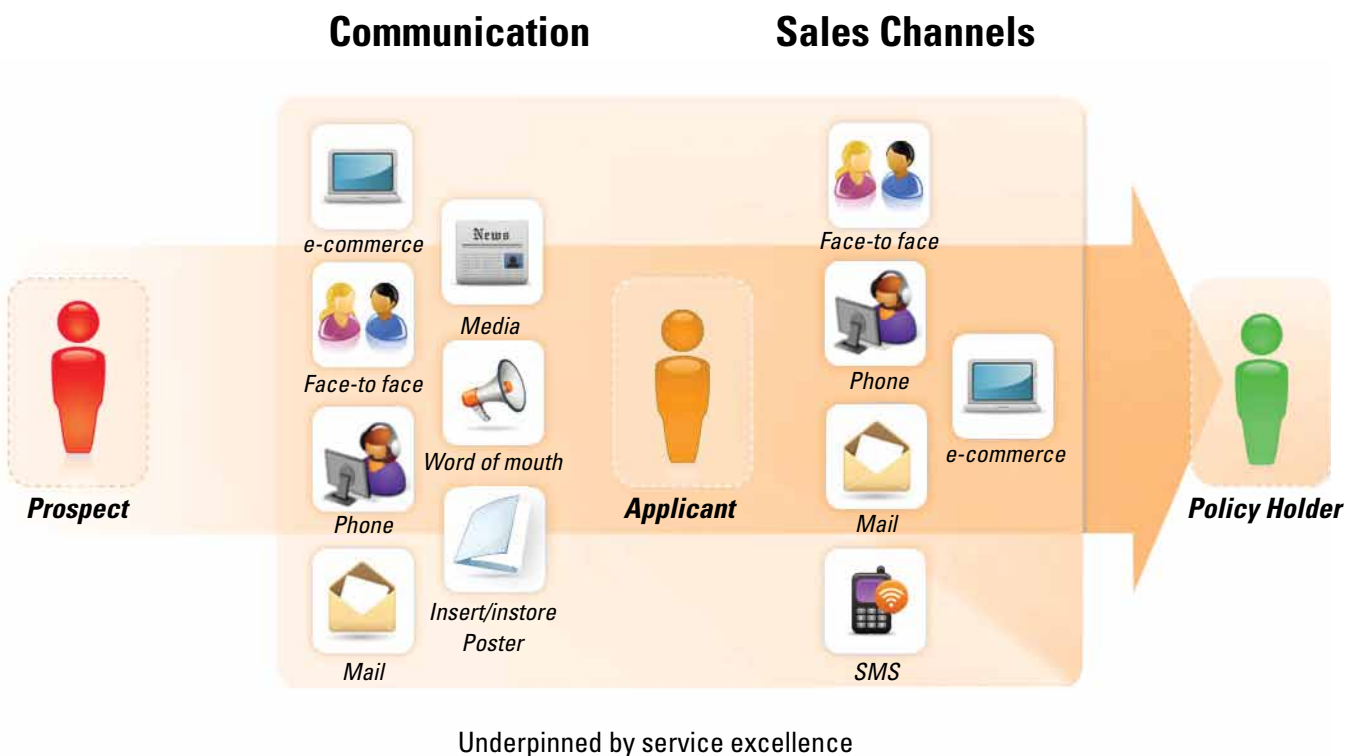 Communication
Sales Channels
e-commerce
News
Media
Face-to face
Word of mouth
Phone
Insert/instore
Poster
Mail
Face-to face
Phone
e-commerce
Mail
SMS
Prospect
Applicant
Policy Holder
Underpinned by service excellence